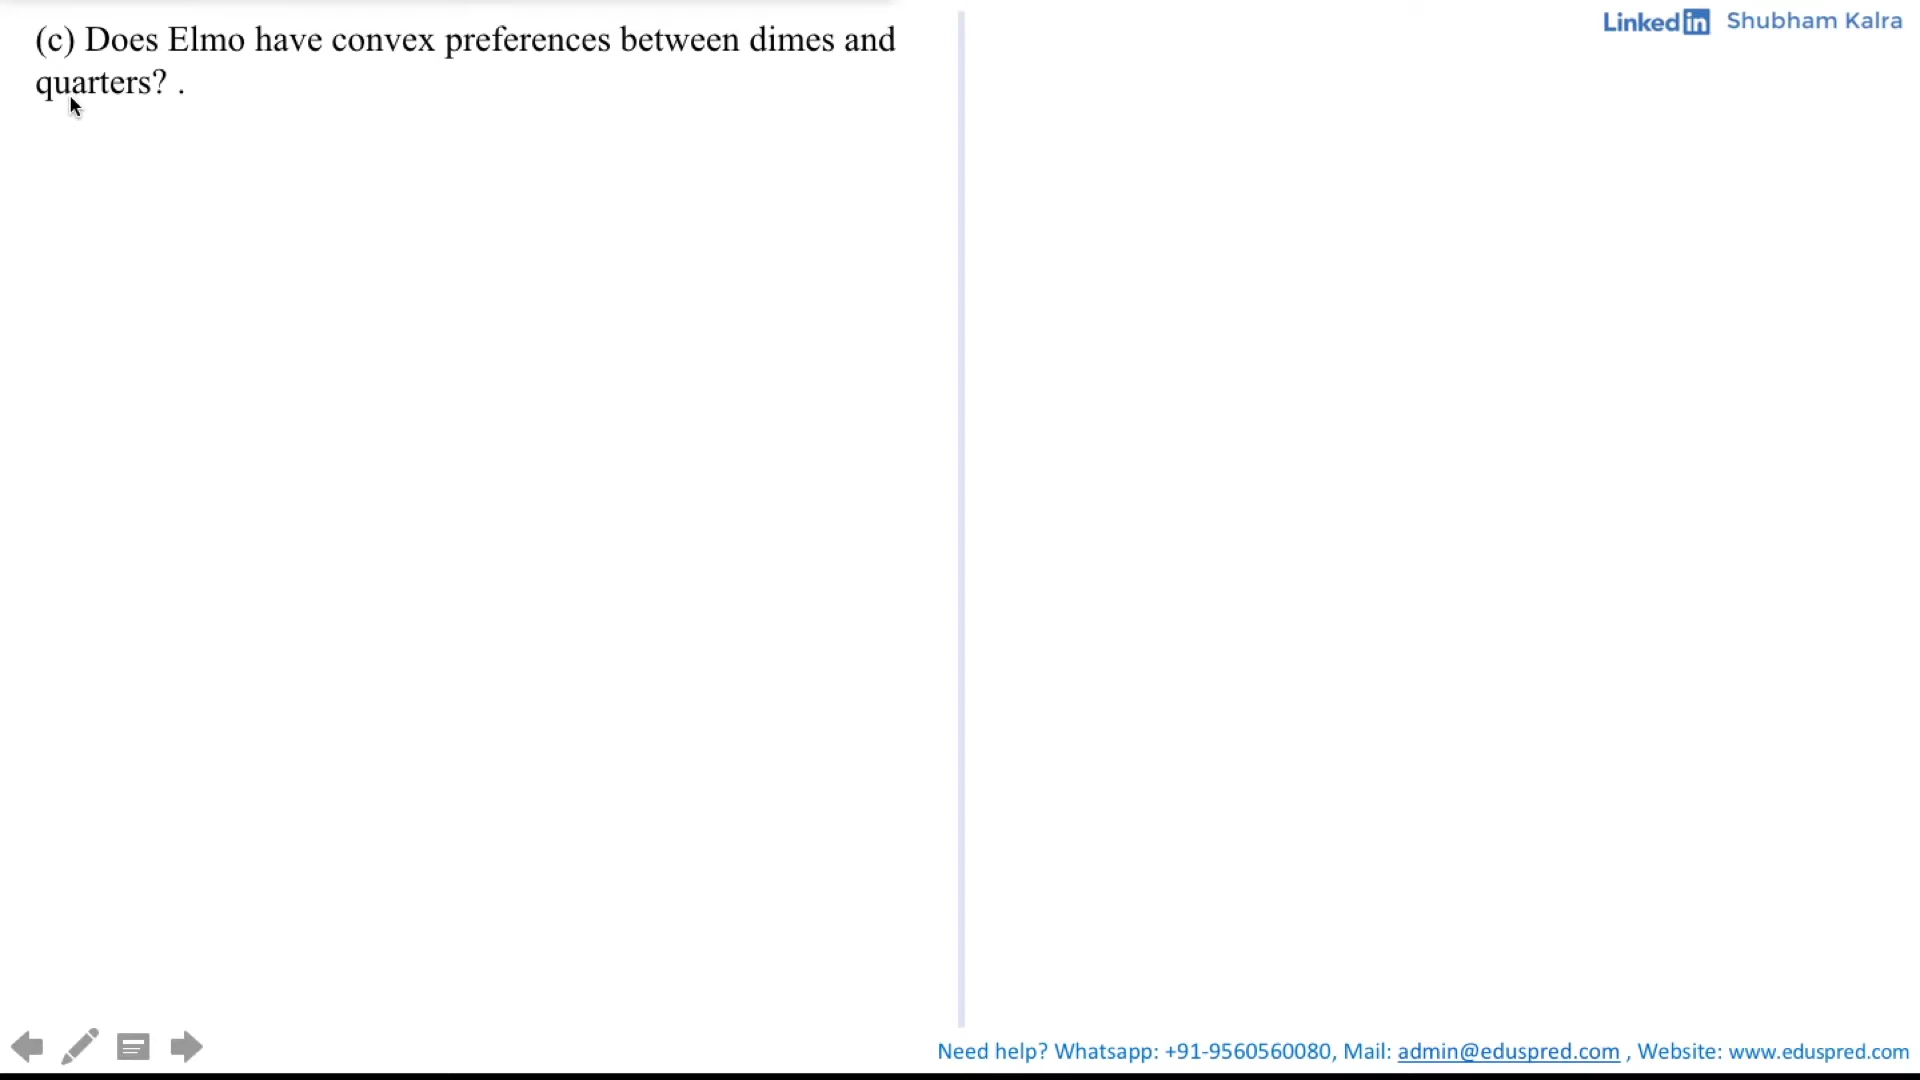 (c) Does Elmo have convex preferences between dimes and
quarters? .
Linked in Shubham Kalra
Need help? Whatsapp: +91-9560560080, Mail: admin@eduspred.com , Website: www.eduspred.com